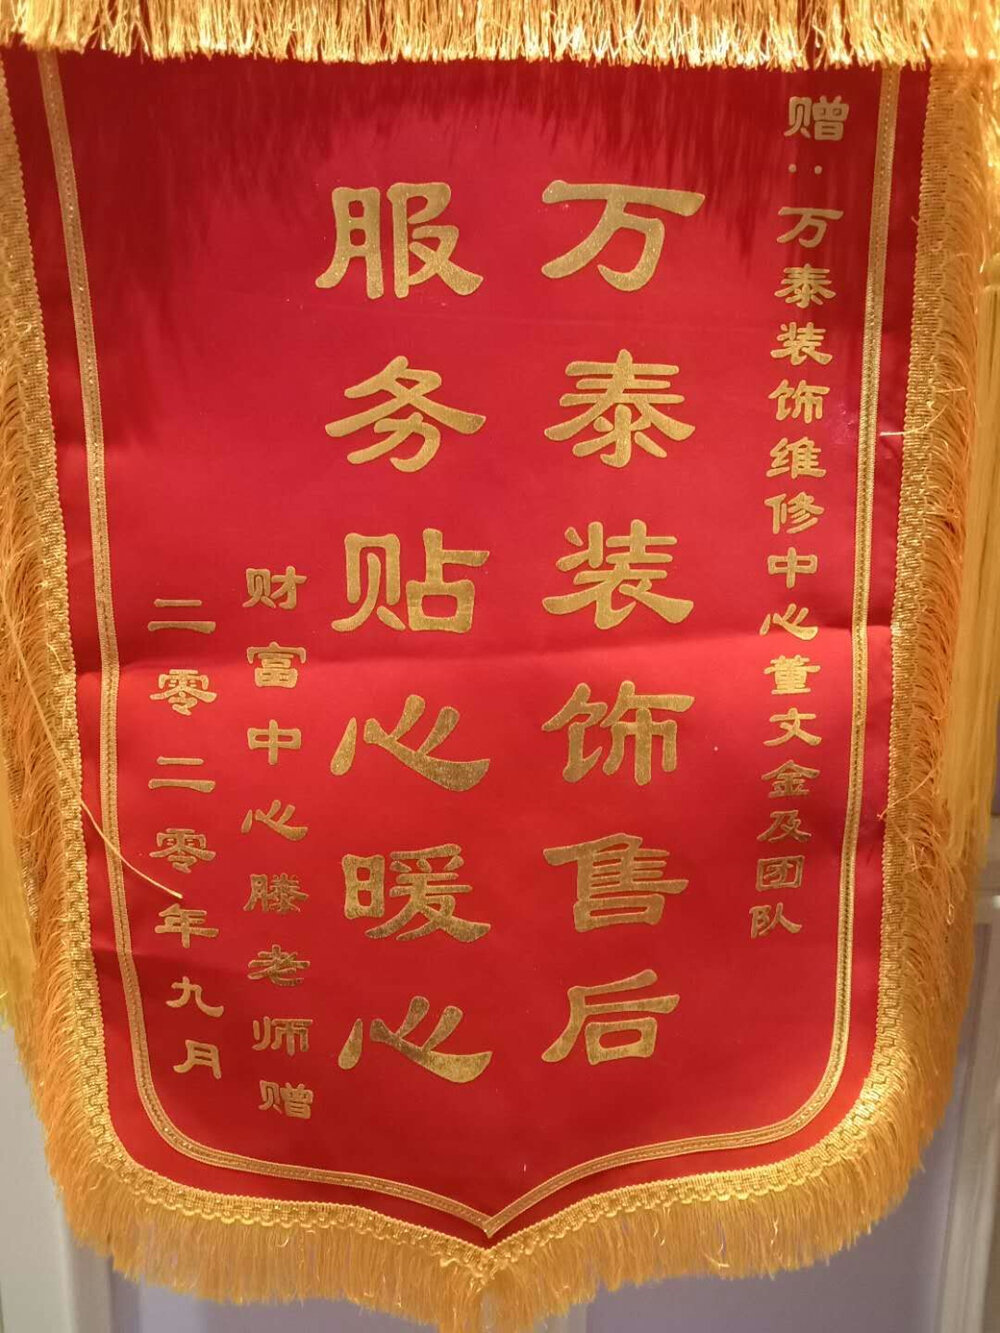 赠：万泰装饰维修中心董文金及团队
万泰装饰售后
服务贴心暖心
财富中心滕老师赠
二零二零年九月